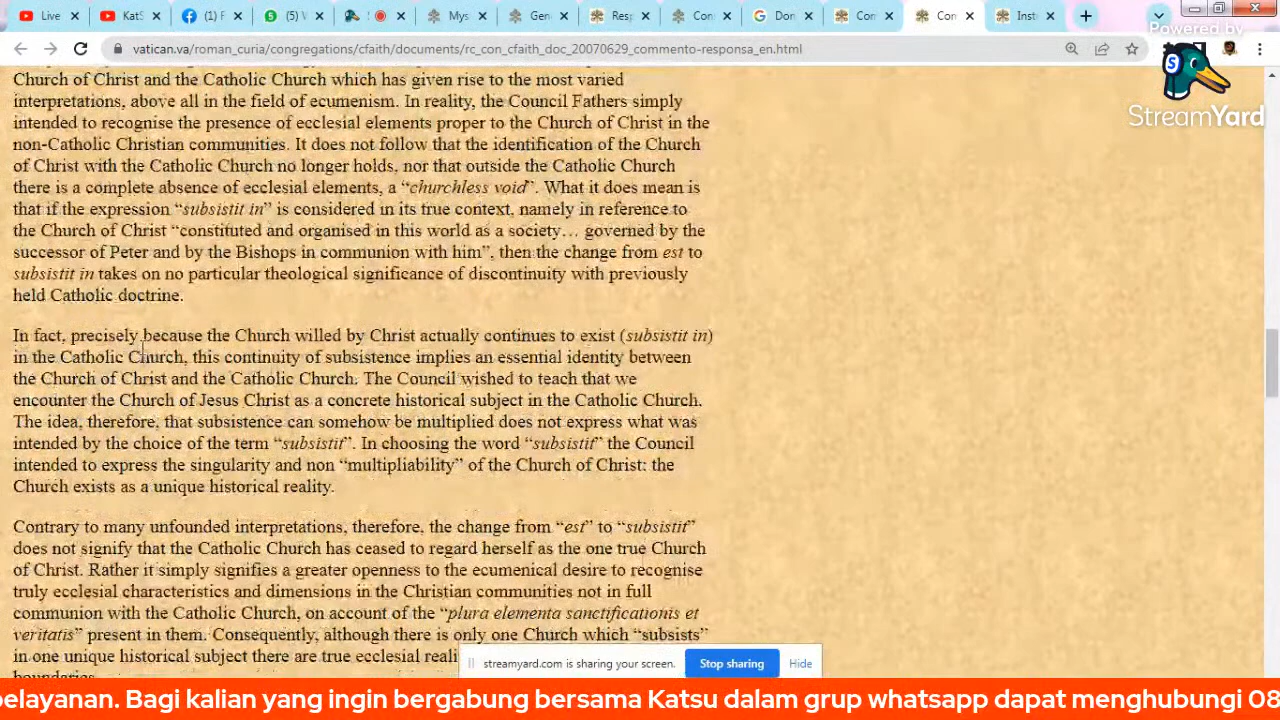 Live
KatS
(1) F
(5) V
S
Mys
Gen
Resp
Con
Don
Con
Con
Inst
Powered by
vatican.va/roman_curia/congregations/cfaith/documents/rc_con_cfaith_doc_20070629_commento-responsa_en.html
StreamYard
Church of Christ and the Catholic Church which has given rise to the most varied
interpretations, above all in the field of ecumenism. In reality, the Council Fathers simply
intended to recognise the presence of ecclesial elements proper to the Church of Christ in the
non-Catholic Christian communities. It does not follow that the identification of the Church
of Christ with the Catholic Church no longer holds, nor that outside the Catholic Church
there is a complete absence of ecclesial elements, a “churchless void”. What it does mean is
that if the expression “subsistit in” is considered in its true context, namely in reference to
the Church of Christ “constituted and organised in this world as a society… governed by the
successor of Peter and by the Bishops in communion with him”, then the change from est to
subsistit in takes on no particular theological significance of discontinuity with previously
held Catholic doctrine.
In fact, precisely because the Church willed by Christ actually continues to exist (subsistit in)
in the Catholic Church, this continuity of subsistence implies an essential identity between
the Church of Christ and the Catholic Church. The Council wished to teach that we
encounter the Church of Jesus Christ as a concrete historical subject in the Catholic Church.
The idea, therefore, that subsistence can somehow be multiplied does not express what was
intended by the choice of the term “subsistit”. In choosing the word “subsistit” the Council
intended to express the singularity and non “multipliability” of the Church of Christ: the
Church exists as a unique historical reality.
Contrary to many unfounded interpretations, therefore, the change from “est” to “subsistit”
does not signify that the Catholic Church has ceased to regard herself as the one true Church
of Christ. Rather it simply signifies a greater openness to the ecumenical desire to recognise
truly ecclesial characteristics and dimensions in the Christian communities not in full
communion with the Catholic Church, on account of the “plura elementa sanctificationis et
veritatis” present in them. Consequently, although there is only one Church which “subsists”
in one unique historical subject there are true ecclesial reali
boundaries.
streamyard.com is sharing your screen.
Stop sharing
Hide
pelayanan. Bagi kalian yang ingin bergabung bersama Katsu dalam grup whatsapp dapat menghubungi 08